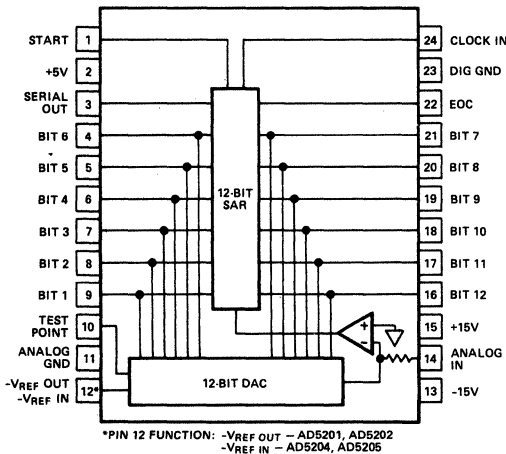 START 1
+5V 2
SERIAL
OUT 3
BIT 6 4
BIT 5 5
BIT 4 6
BIT 3 7
BIT 2 8
BIT 1 9
TEST
POINT 10
ANALOG
GND 11
-VREF OUT
-VREF IN 12*
12-BIT
SAR
12-BIT DAC
+
−
24 CLOCK IN
23 DIG GND
22 EOC
21 BIT 7
20 BIT 8
19 BIT 9
18 BIT 10
17 BIT 11
16 BIT 12
15 +15V
14 ANALOG
IN
13 -15V
*PIN 12 FUNCTION: -VREF OUT – AD5201, AD5202
-VREF IN – AD5204, AD5205